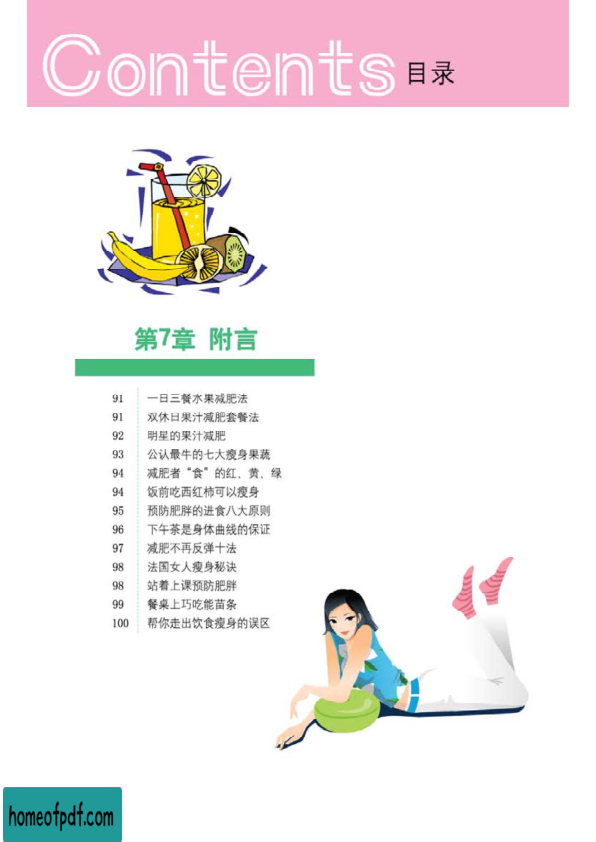 Contents 目录
第7章 附言
91 一日三餐水果减肥法
91 双休日果汁减肥套餐法
92 明星的果汁减肥
93 公认最牛的七大瘦身果蔬
94 减肥者“食”的红、黄、绿
94 饭前吃西红柿可以瘦身
95 预防肥胖的进食八大原则
96 下午茶是身体曲线的保证
97 减肥不再反弹十法
98 法国女人瘦身秘诀
98 站着上课预防肥胖
99 餐桌上巧吃能苗条
100 帮你走出饮食瘦身的误区
homeofpdf.com